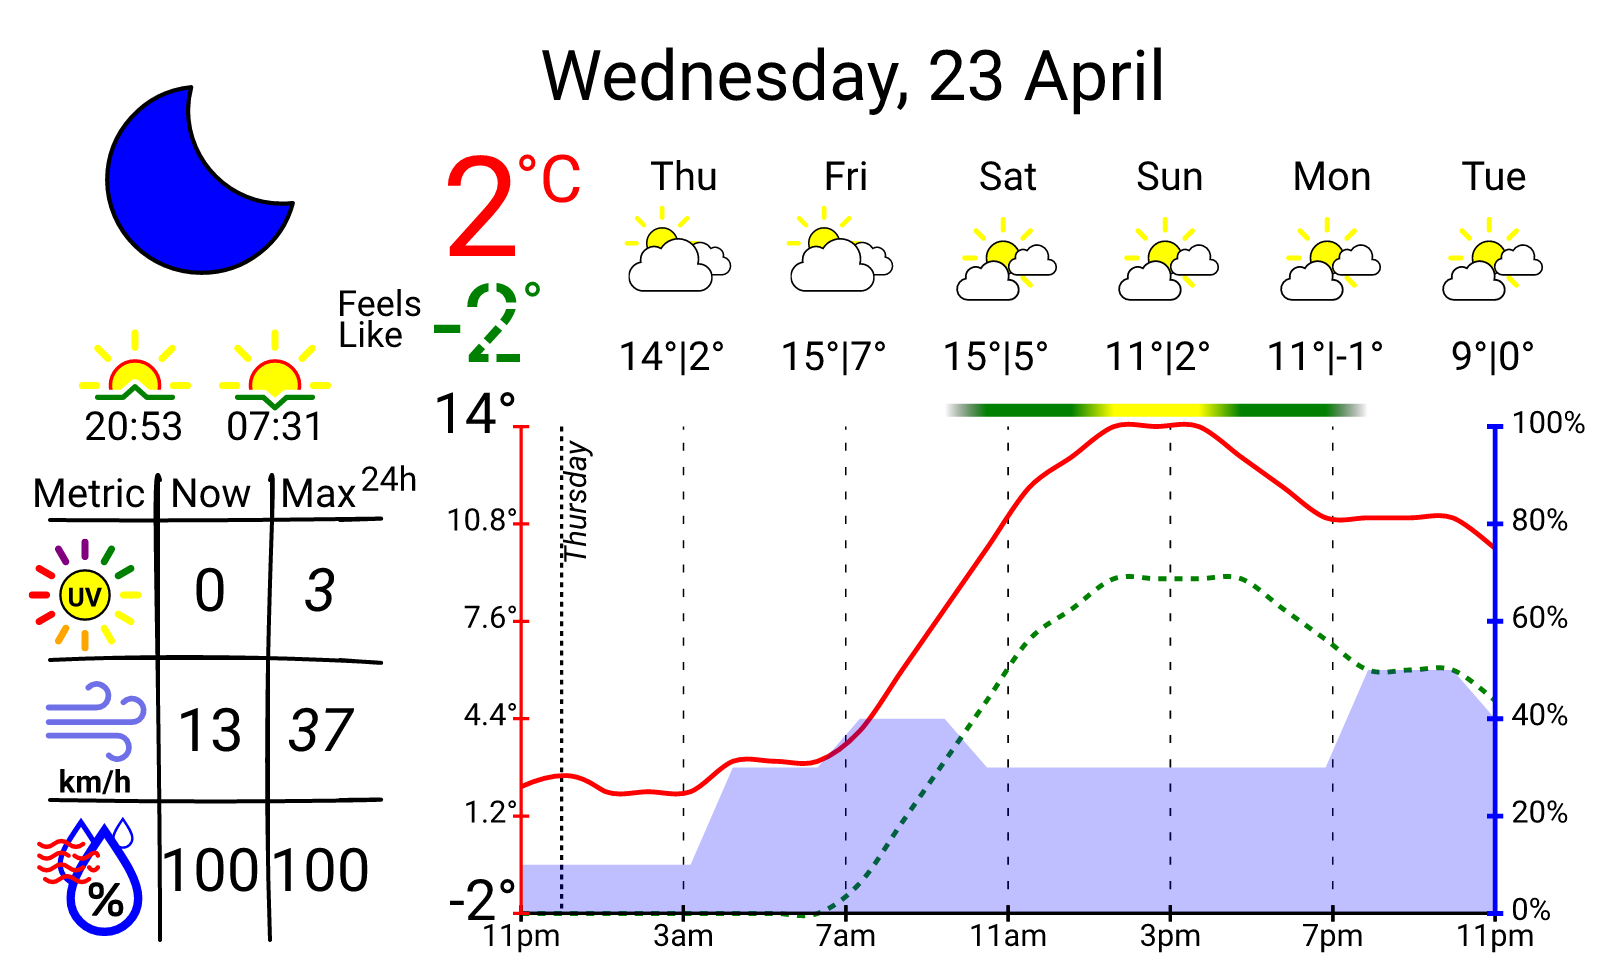 Wednesday, 23 April
2°C
Feels
Like
-2°
20:53 07:31
Thu Fri Sat Sun Mon Tue
14°|2° 15°|7° 15°|5° 11°|2° 11°|-1° 9°|0°
Metric Now Max 24h
UV 0 3
13 37
km/h
% 100 100
14°
10.8°
7.6°
4.4°
1.2°
-2°
Thursday
100%
80%
60%
40%
20%
0%
11pm 3am 7am 11am 3pm 7pm 11pm